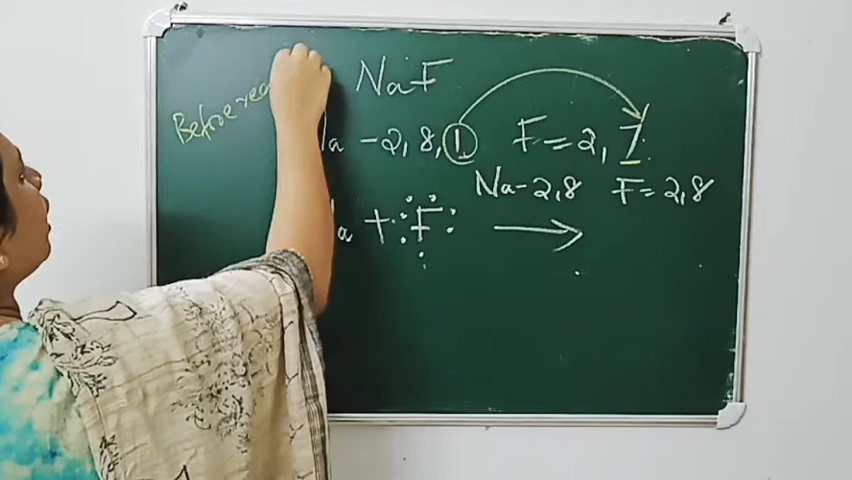 NaF
Before
a - 2, 8, 1 F = 2, 7
Na - 2,8 F = 2,8
a + F →